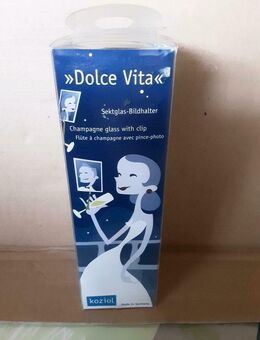 »Dolce Vita«
Sektglas-Bildhalter
Champagne glass with clip
Flûte à champagne avec pince-photo
koziol
Made in Germany